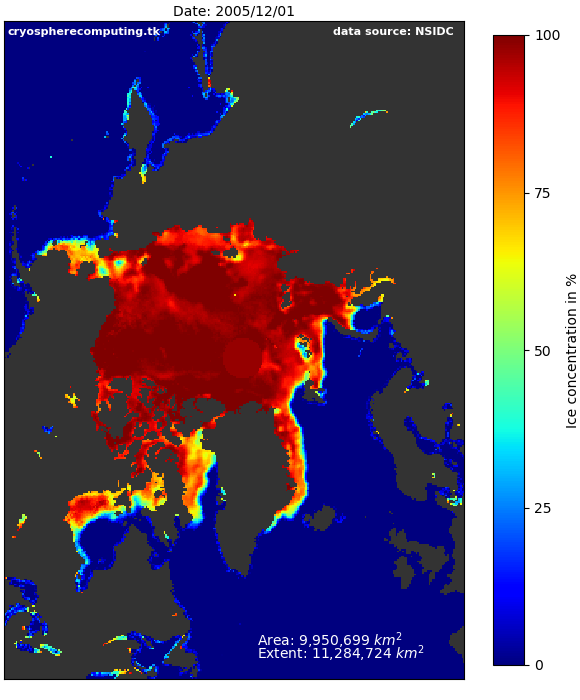 Date: 2005/12/01
cryospherecomputing.tk
data source: NSIDC
100
75
50
25
0
Ice concentration in %
Area: 9,950,699 km²
Extent: 11,284,724 km²